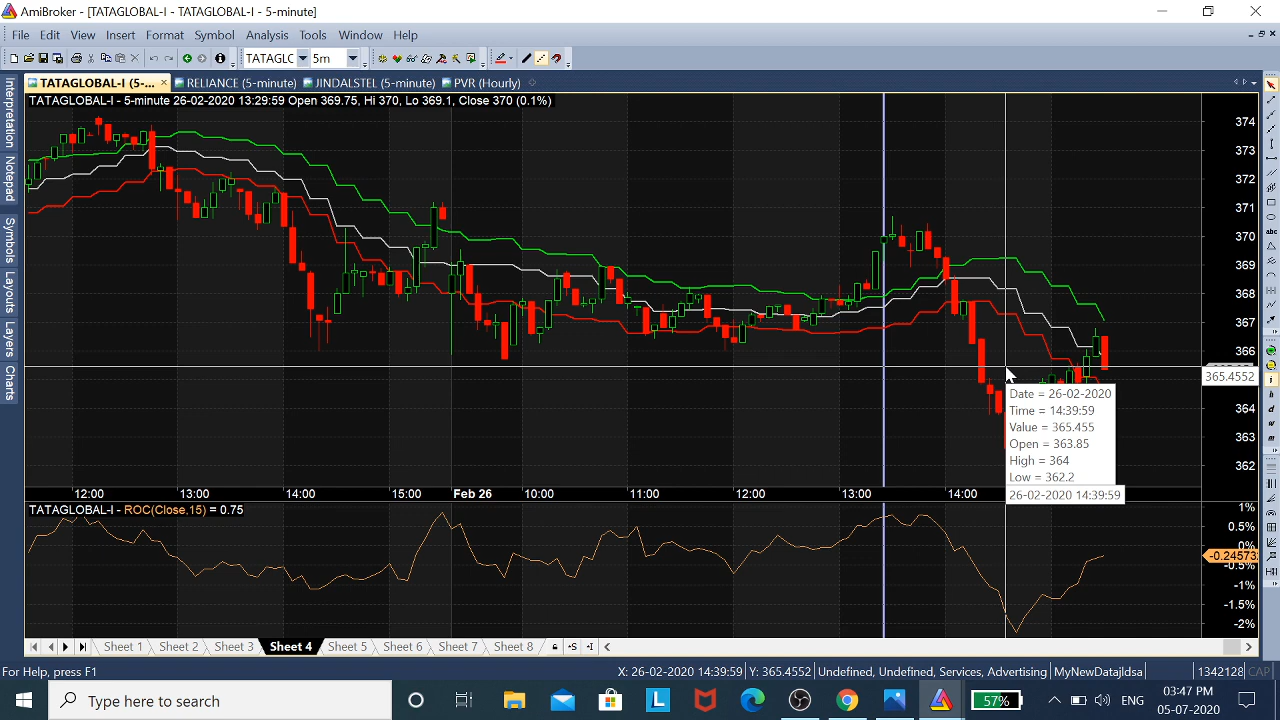 AmiBroker - [TATAGLOBAL-I - TATAGLOBAL-I - 5-minute]
File Edit View Insert Format Symbol Analysis Tools Window Help
TATAGLC 5m
TATAGLOBAL-I (5-... RELIANCE (5-minute) JINDALSTEL (5-minute) PVR (Hourly)
TATAGLOBAL-I - 5-minute 26-02-2020 13:29:59 Open 369.75, Hi 370, Lo 369.1, Close 370 (0.1%)
Interpretation
Notepad
Symbols
Layers
Layers
Charts
374
373
372
371
370
369
368
367
366
365.4552
364
363
362
Date = 26-02-2020
Time = 14:39:59
Value = 365.455
Open = 363.85
High = 364
Low = 362.2
12:00 13:00 14:00 15:00 Feb 26 10:00 11:00 12:00 13:00 14:00 26-02-2020 14:39:59
TATAGLOBAL-I - ROC(Close,15) = 0.75
1%
0.5%
0%
-0.24573
-0.5%
-1%
-1.5%
-2%
abc
i
h
d
w
m
Sheet 1 Sheet 2 Sheet 3 Sheet 4 Sheet 5 Sheet 6 Sheet 7 Sheet 8 -S -I
For Help, press F1 X: 26-02-2020 14:39:59 Y: 365.4552 Undefined, Undefined, Services, Advertising MyNewDatajldsa 1342128 CAP
Type here to search L 57% ENG 03:47 PM
05-07-2020